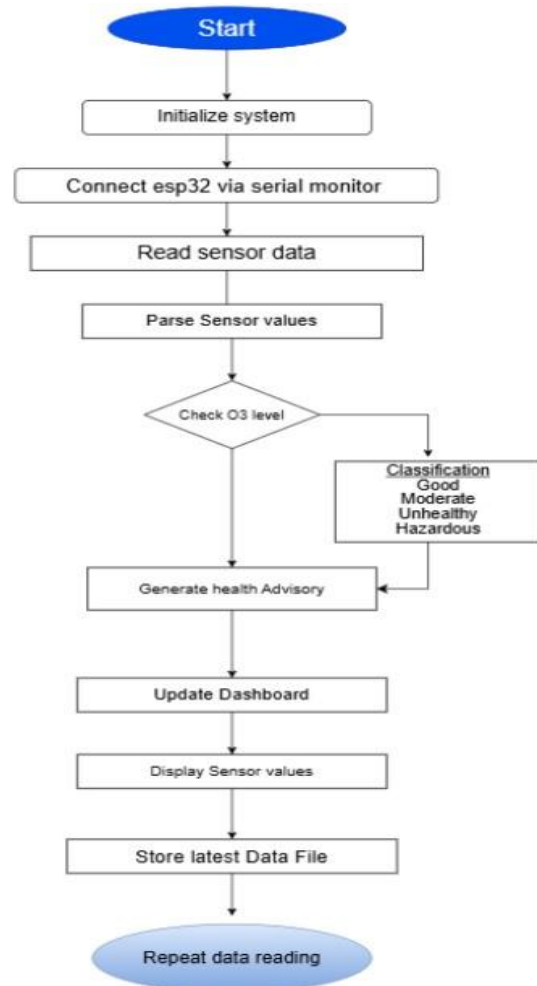 Start
Initialize system
Connect esp32 via serial monitor
Read sensor data
Parse Sensor values
Check O3 level
Classification
Good
Moderate
Unhealthy
Hazardous
Generate health Advisory
Update Dashboard
Display Sensor values
Store latest Data File
Repeat data reading